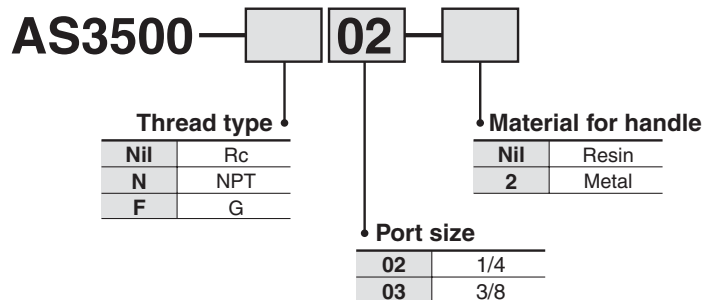 AS3500 02
Thread type
Nil Rc
N NPT
F G
Material for handle
Nil Resin
2 Metal
Port size
02 1/4
03 3/8